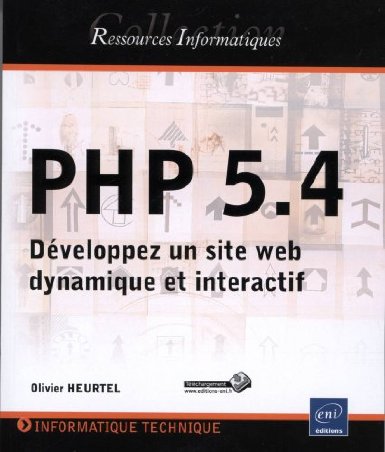 Collection
Ressources Informatiques
PHP 5.4
Développez un site web
dynamique et interactif
Olivier HEURTEL
Téléchargement
www.editions-eni.fr
eni
éditions
INFORMATIQUE TECHNIQUE